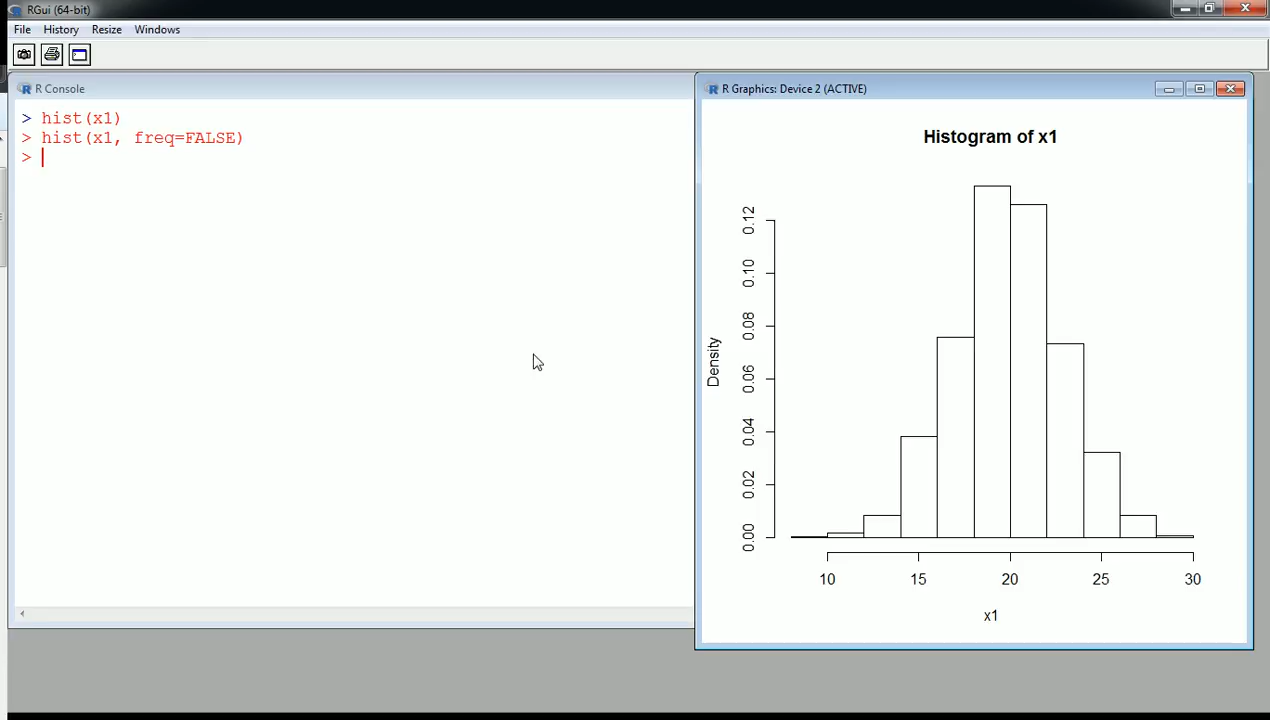 RGui (64-bit)
File History Resize Windows
R Console
> hist(x1)
> hist(x1, freq=FALSE)
>
R Graphics: Device 2 (ACTIVE)
Histogram of x1
Density
0.12
0.10
0.08
0.06
0.04
0.02
0.00
10 15 20 25 30
x1